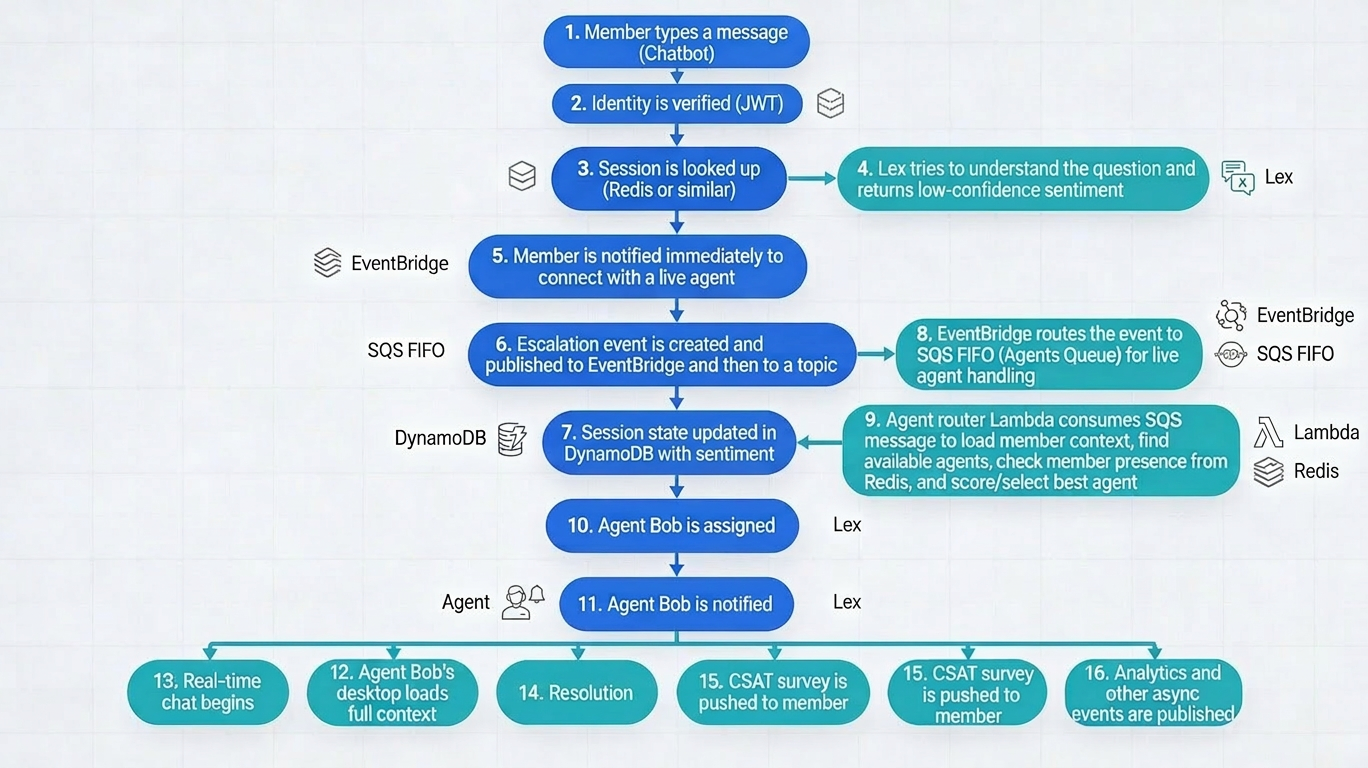 1. Member types a message
(Chatbot)
2. Identity is verified (JWT)
3. Session is looked up
(Redis or similar)
4. Lex tries to understand the question and
returns low-confidence sentiment
Lex
EventBridge
5. Member is notified immediately to
connect with a live agent
SQS FIFO
6. Escalation event is created and
published to EventBridge and then to a topic
8. EventBridge routes the event to
SQS FIFO (Agents Queue) for live
agent handling
EventBridge
SQS FIFO
DynamoDB
7. Session state updated in
DynamoDB with sentiment
9. Agent router Lambda consumes SQS
message to load member context, find
available agents, check member presence from
Redis, and score/select best agent
Lambda
Redis
10. Agent Bob is assigned
Lex
Agent
11. Agent Bob is notified
Lex
13. Real-time
chat begins
12. Agent Bob's
desktop loads
full context
14. Resolution
15. CSAT survey is
pushed to member
15. CSAT survey
is pushed to
member
16. Analytics and
other async
events are published